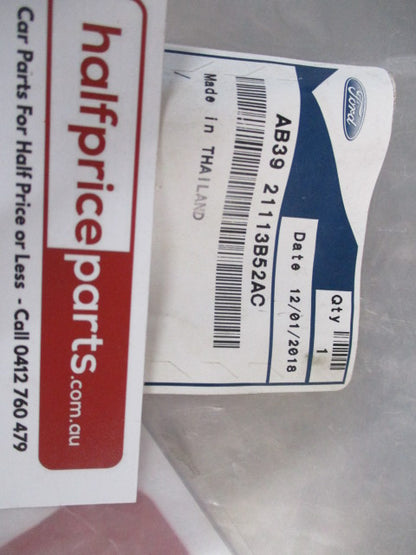 halfpriceparts.com.au
Car Parts For Half Price or Less - Call 0412 760 479
Ford
Qty 1
Date 12/01/2018
AB39 21113B52AC
Made in THAILAND